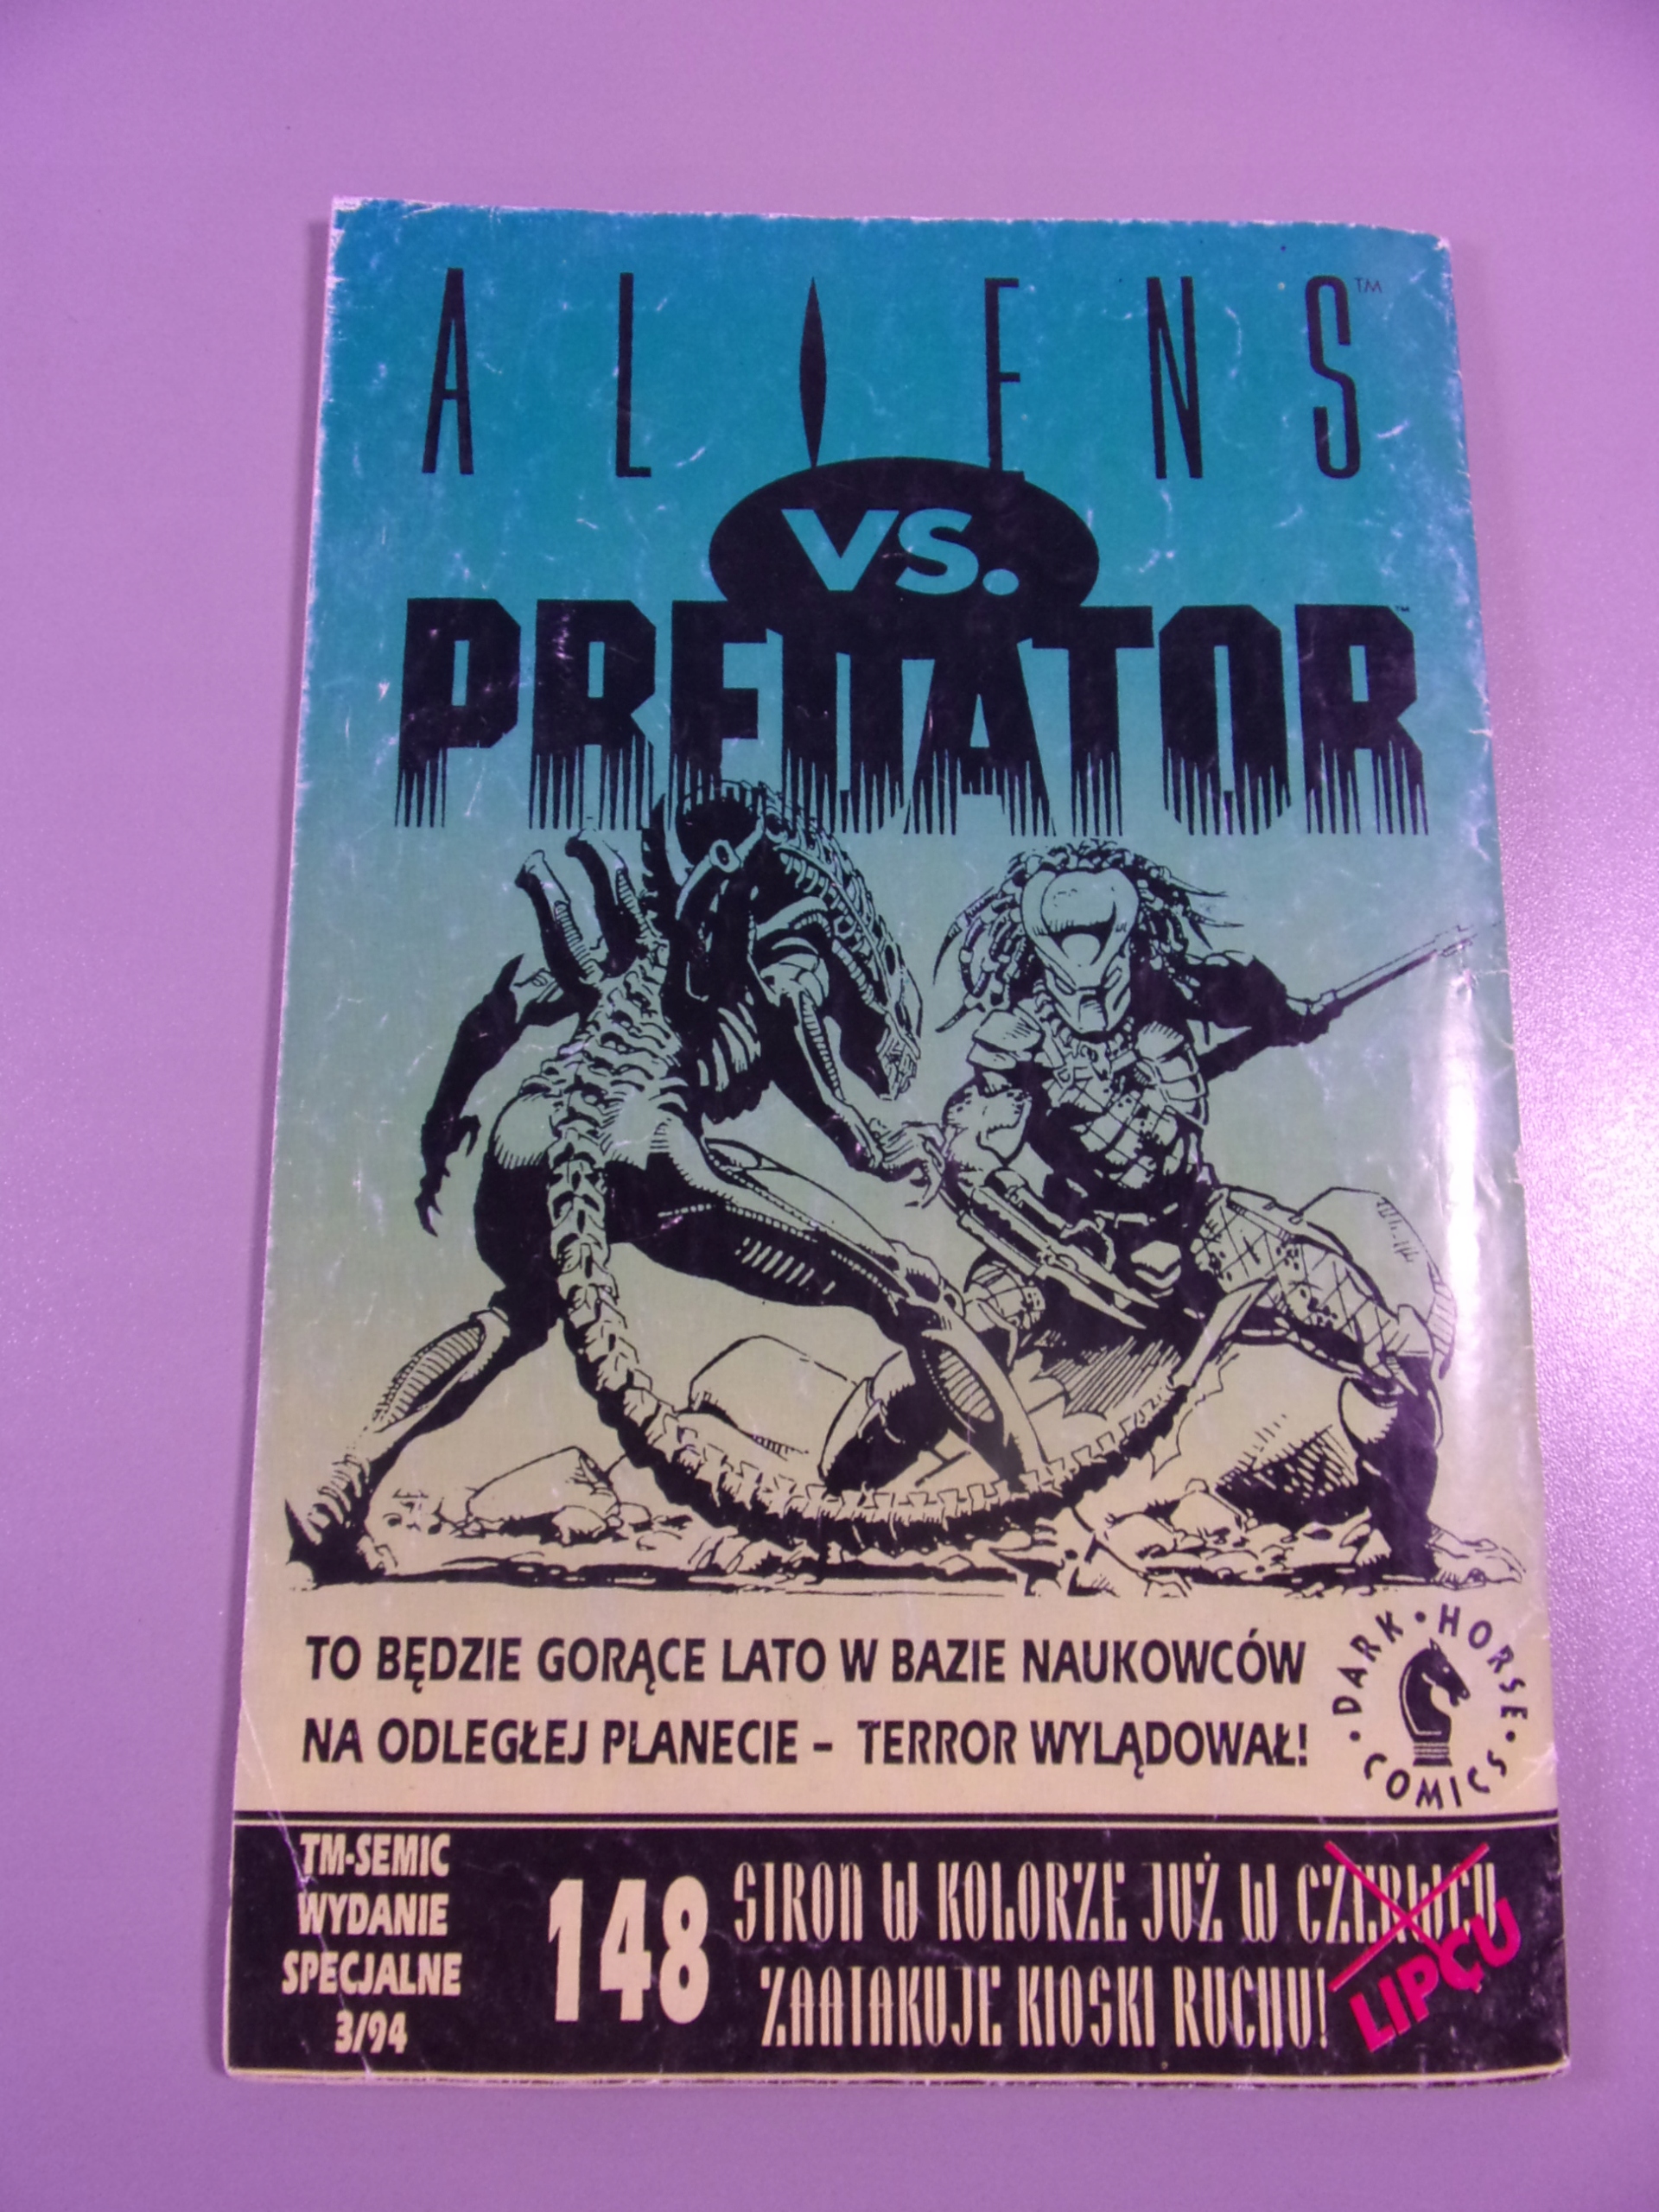 ALIENS™
VS.
PREDATOR™
TO BĘDZIE GORĄCE LATO W BAZIE NAUKOWCÓW
NA ODLEGŁEJ PLANECIE – TERROR WYLĄDOWAŁ!
DARK • HORSE • COMICS •
TM-SEMIC
WYDANIE
SPECJALNE
3/94
148
STRON W KOLORZE JUŻ W CZERWCU
LIPCU
ZAATAKUJE KIOSKI RUCHU!